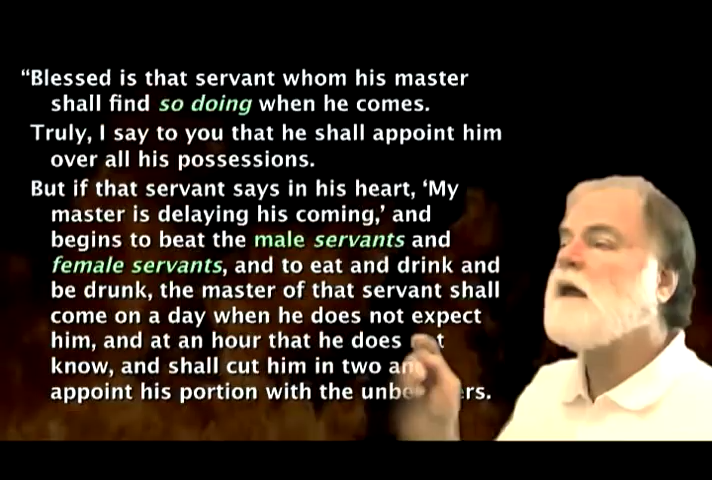 “Blessed is that servant whom his master
shall find so doing when he comes.
Truly, I say to you that he shall appoint him
over all his possessions.
But if that servant says in his heart, ‘My
master is delaying his coming,’ and
begins to beat the male servants and
female servants, and to eat and drink and
be drunk, the master of that servant shall
come on a day when he does not expect
him, and at an hour that he does
know, and shall cut him in two
appoint his portion with the